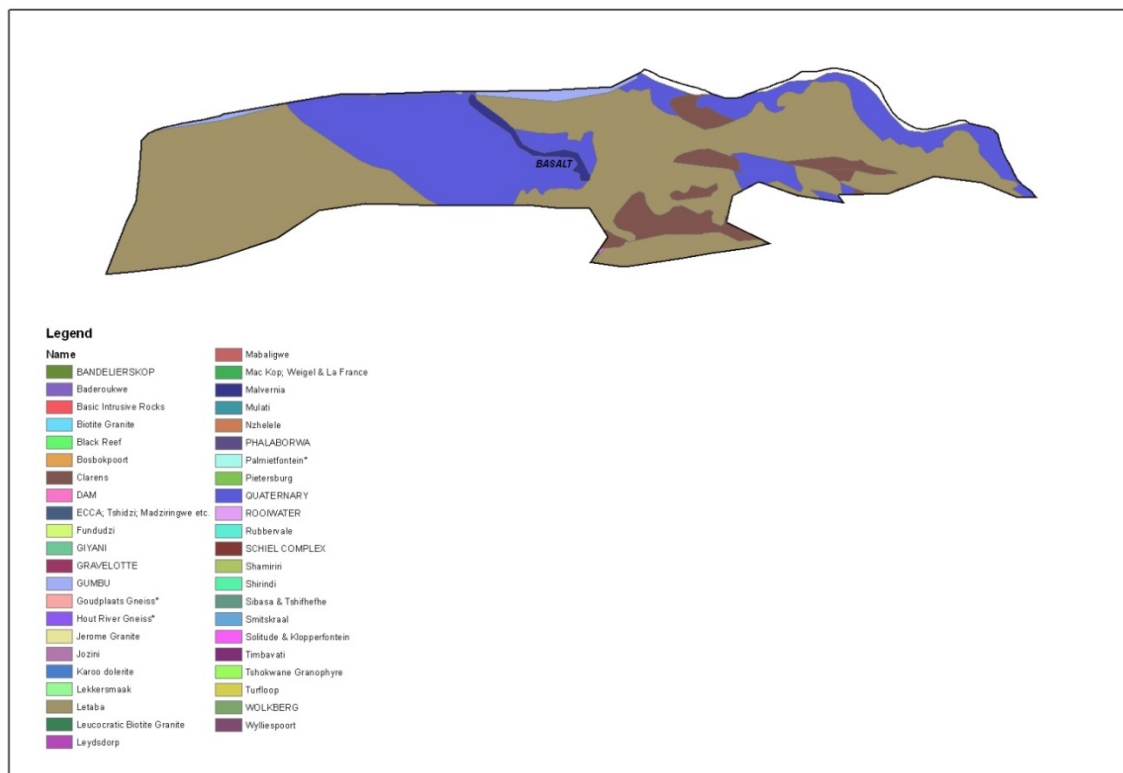 BASALT
Legend
Name
BANDELIERSKOP
Baderoukwe
Basic Intrusive Rocks
Biotite Granite
Black Reef
Bosbokpoort
Clarens
DAM
ECCA; Tshidzi; Madziringwe etc.
Fundudzi
GIYANI
GRAVELOTTE
GUMBU
Goudplaats Gneiss*
Hout River Gneiss*
Jerome Granite
Jozini
Karoo dolerite
Lekkersmaak
Letaba
Leucocratic Biotite Granite
Leydsdorp
Mabaligwe
Mac Kop; Weigel & La France
Malvernia
Mulati
Nzhelele
PHALABORWA
Palmietfontein*
Pietersburg
QUATERNARY
ROOIWATER
Rubbervale
SCHIEL COMPLEX
Shamiriri
Shirindi
Sibasa & Tshifhefhe
Smitskraal
Solitude & Klopperfontein
Timbavati
Tshokwane Granophyre
Turfloop
WOLKBERG
Wylliespoort